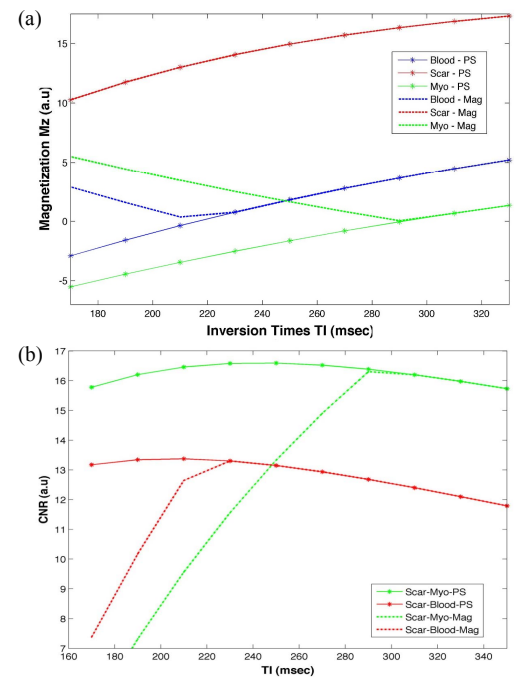 (a)
Magnetization Mz (a.u)
15
10
5
0
-5
Blood - PS
Scar - PS
Myo - PS
Blood - Mag
Scar - Mag
Myo - Mag
180 200 220 240 260 280 300 320
Inversion Times TI (msec)
(b)
CNR (a.u)
17
16
15
14
13
12
11
10
9
8
7
Scar-Myo-PS
Scar-Blood-PS
Scar-Myo-Mag
Scar-Blood-Mag
160 180 200 220 240 260 280 300 320 340 360
TI (msec)